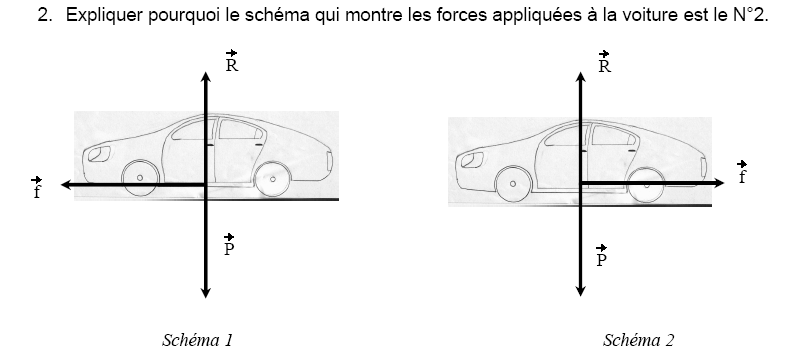 2. Expliquer pourquoi le schéma qui montre les forces appliquées à la voiture est le N°2.
R R
f f
P P
Schéma 1 Schéma 2